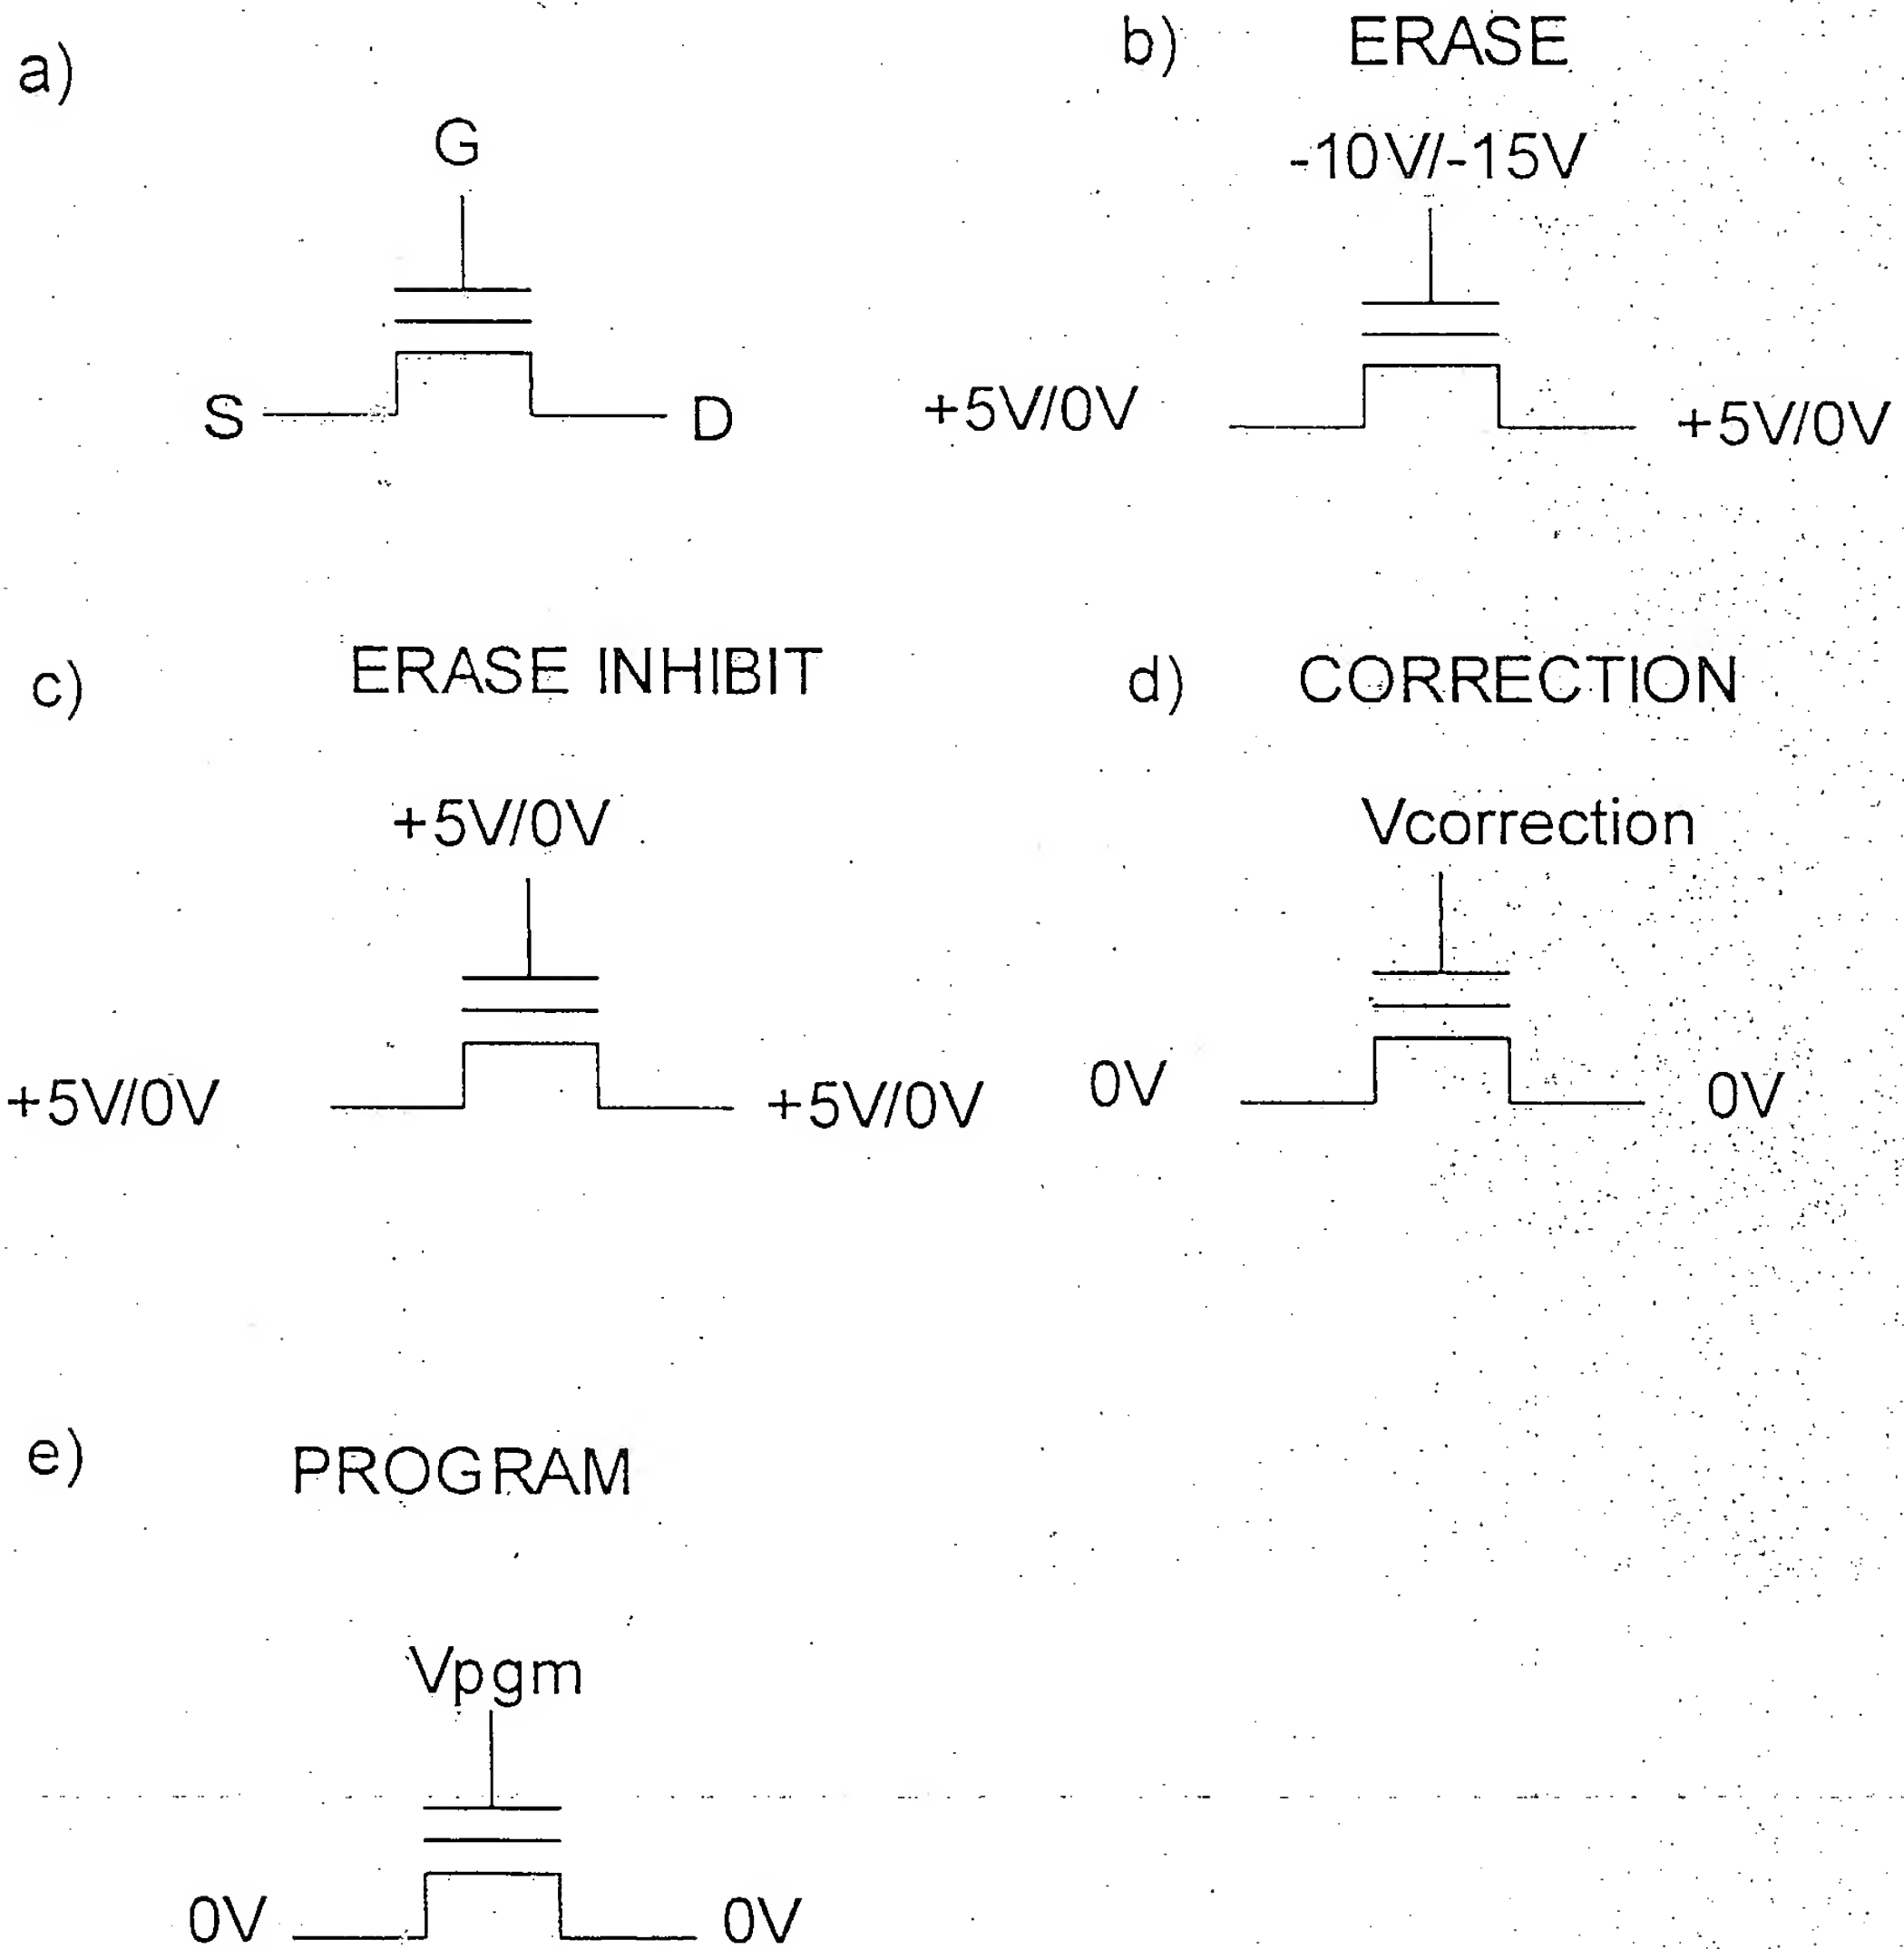 a)
G
S
D
b)
ERASE
-10V/-15V
+5V/0V
+5V/0V
c)
ERASE INHIBIT
+5V/0V
+5V/0V
+5V/0V
d)
CORRECTION
Vcorrection
0V
0V
e)
PROGRAM
Vpgm
0V
0V